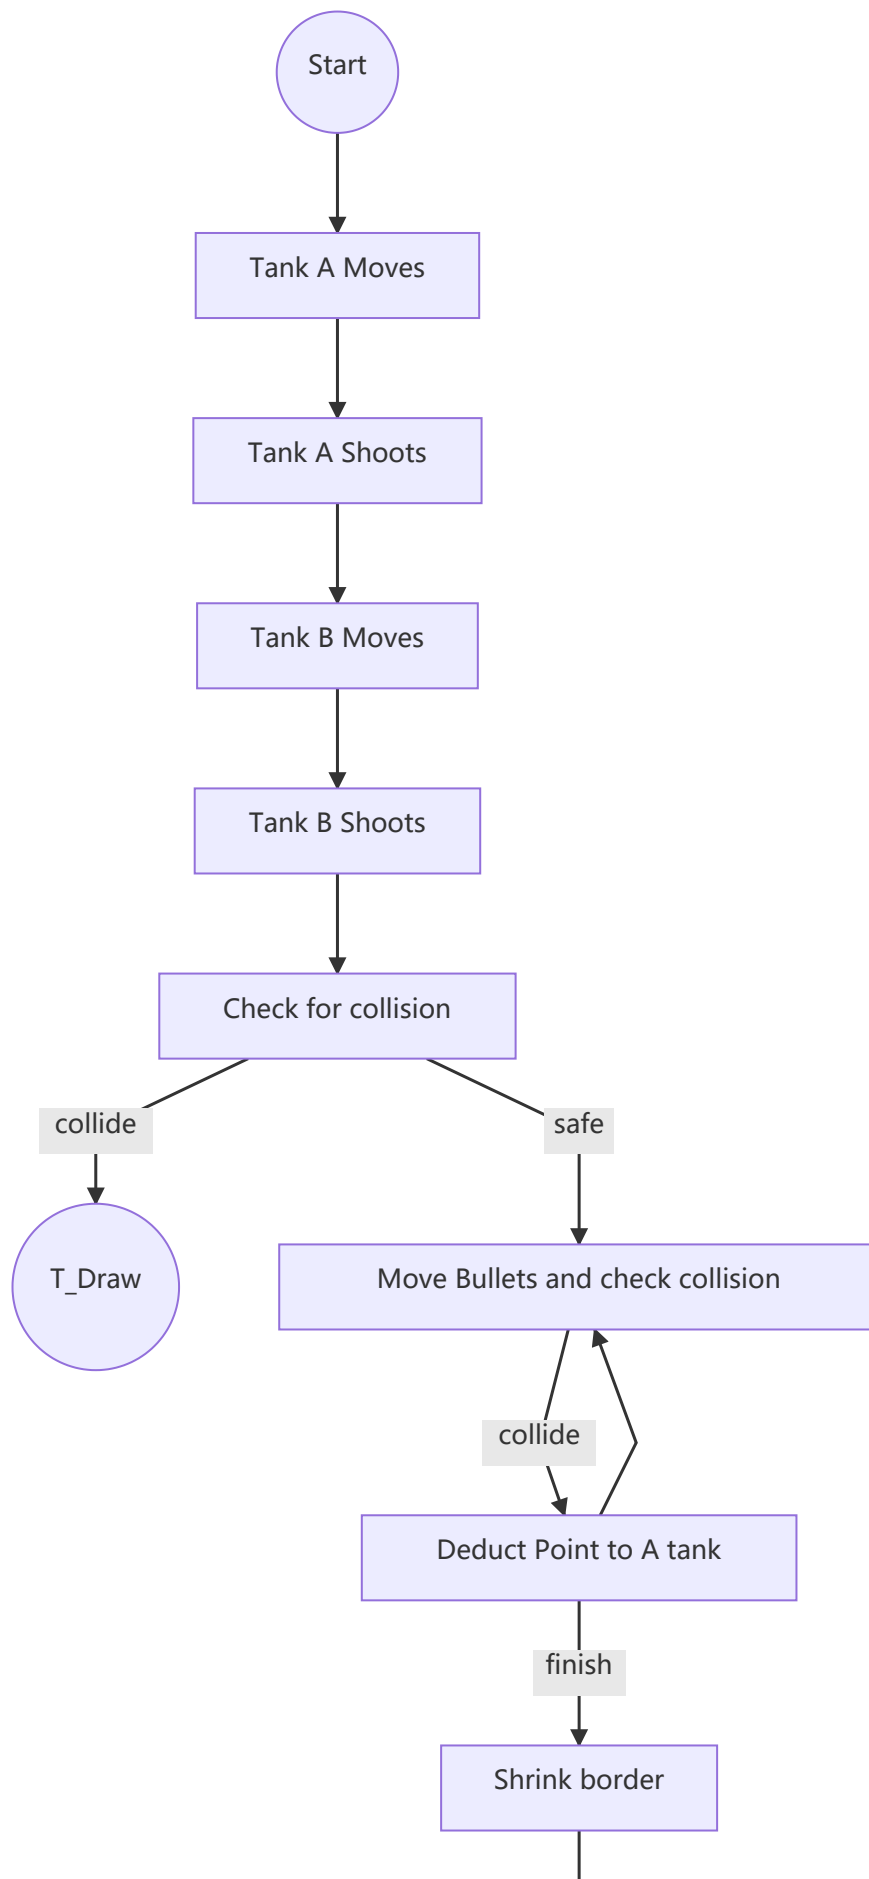 Start
Tank A Moves
Tank A Shoots
Tank B Moves
Tank B Shoots
Check for collision
collide
safe
T_Draw
Move Bullets and check collision
collide
Deduct Point to A tank
finish
Shrink border